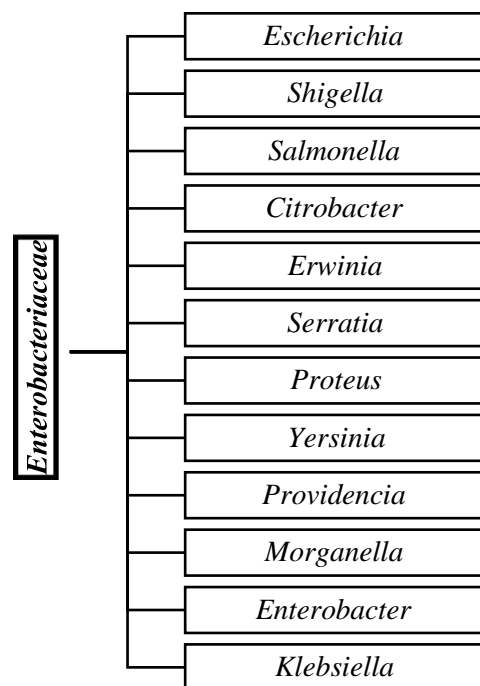 Enterobacteriaceae
Escherichia
Shigella
Salmonella
Citrobacter
Erwinia
Serratia
Proteus
Yersinia
Providencia
Morganella
Enterobacter
Klebsiella